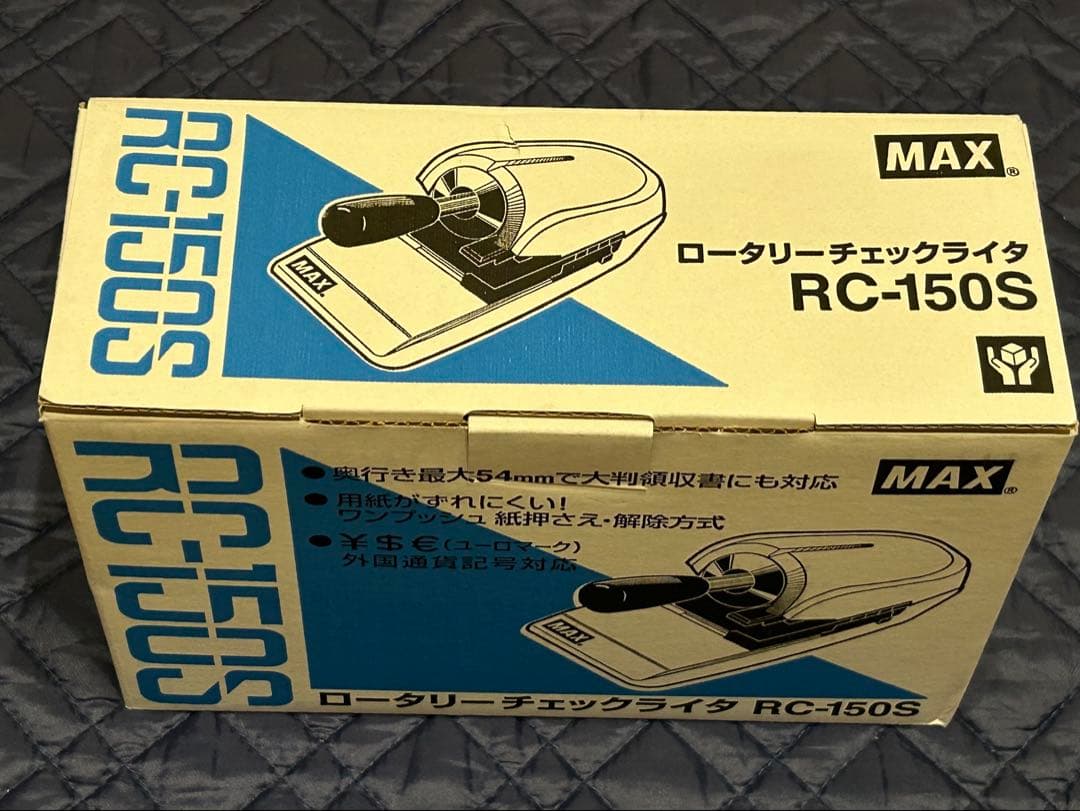 RC-150S
MAX®
MAX
ロータリーチェックライタ
RC-150S
RC-150S
●奥行き最大54mmで大判領収書にも対応
●用紙がずれにくい!
ワンプッシュ紙押さえ・解除方式
●¥$€(ユーロマーク)
外国通貨記号対応
MAX®
MAX
ロータリーチェックライタ RC-150S